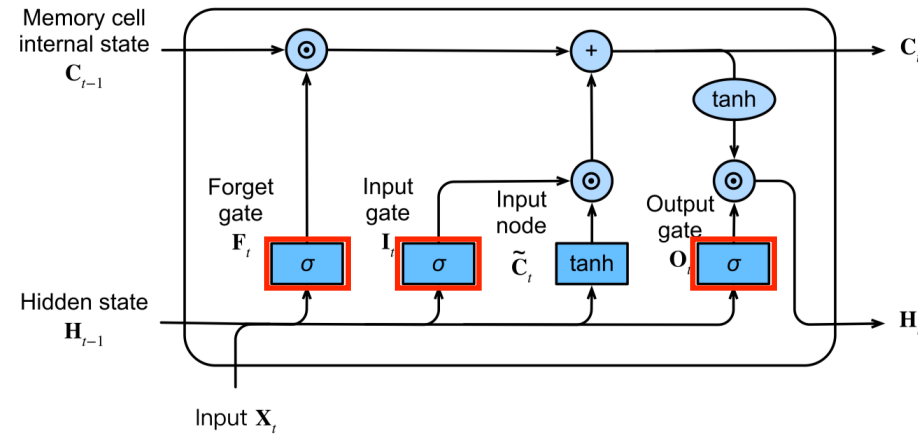 Memory cell
internal state
C_{t−1}
C_t
+
tanh
Forget
gate
F_t
Input
gate
I_t
Input
node
C̃_t
Output
gate
O_t
σ
σ
tanh
σ
Hidden state
H_{t−1}
H_t
Input X_t